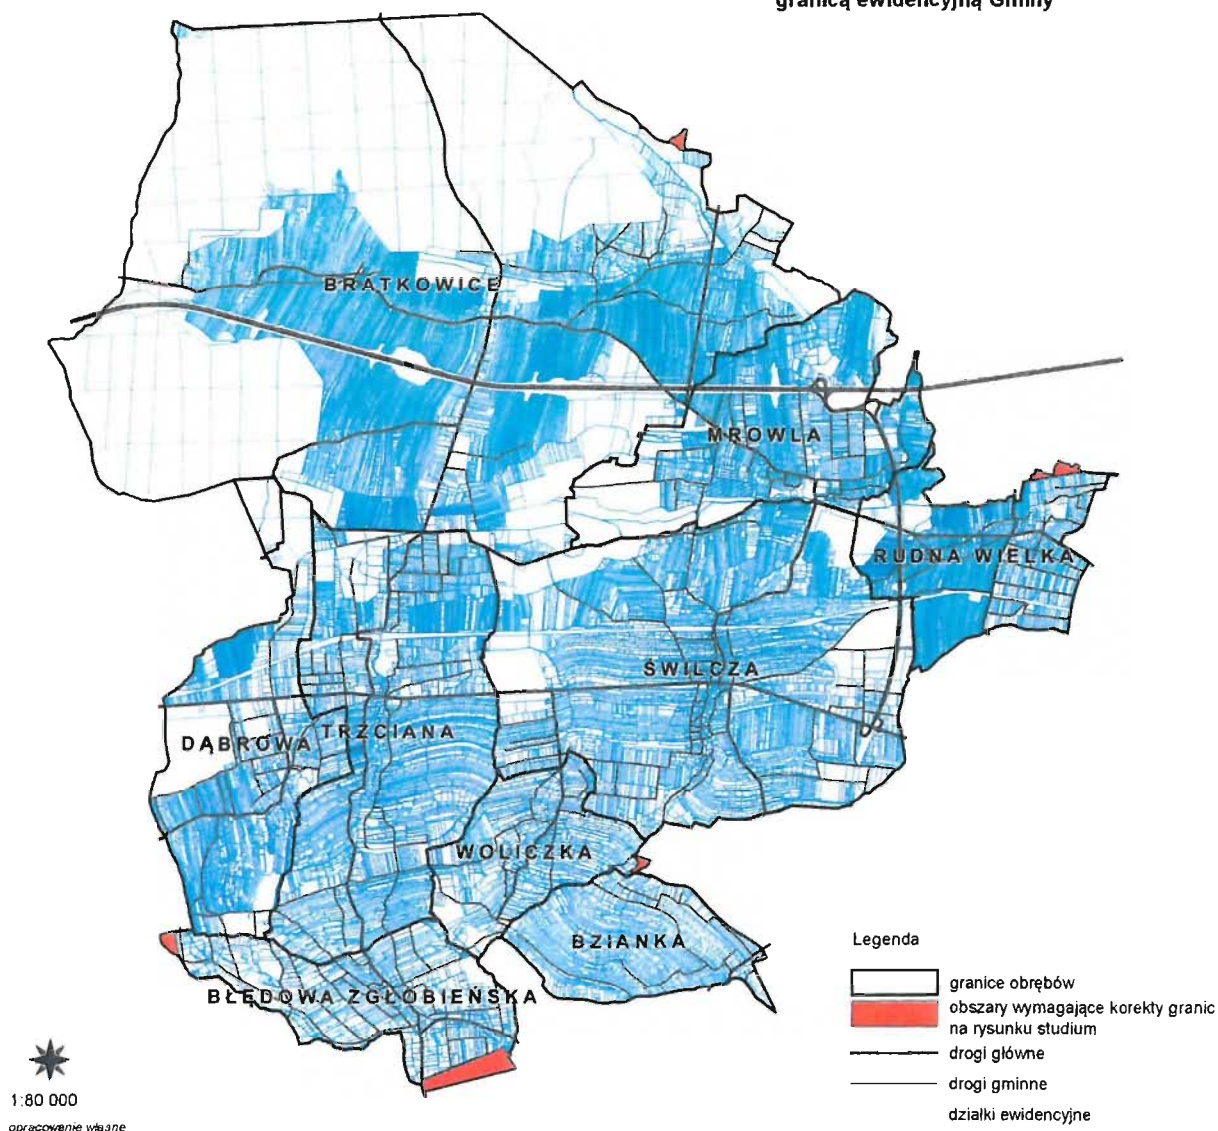 granicą ewidencyjną Gminy
BRATKOWICE
MROWLA
RUDNA WIELKA
ŚWILCZA
DĄBROWA
TRZCIANA
WOLICZKA
BZIANKA
BŁĘDOWA ZGŁOBIEŃSKA
Legenda
granice obrębów
obszary wymagające korekty granic
na rysunku studium
drogi główne
drogi gminne
działki ewidencyjne
1:80 000
opracowanie własne